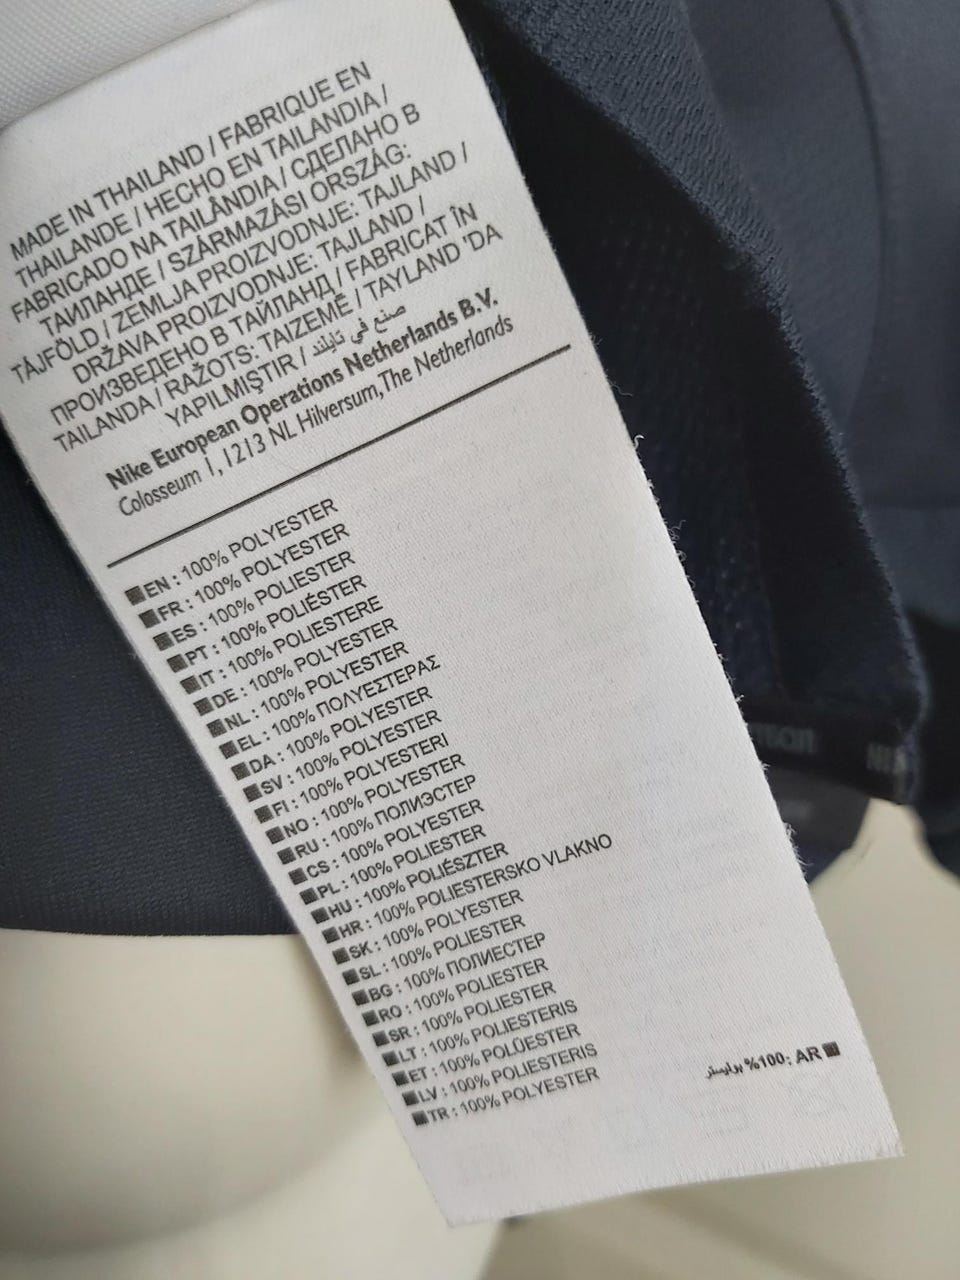 MADE IN THAILAND / FABRIQUE EN
THAILANDE / HECHO EN TAILANDIA /
FABRICADO NA TAILÂNDIA / СДЕЛАНО В
ТАИЛАНДЕ / SZÁRMAZÁSI ORSZÁG:
TÁJFÖLD / ZEMLJA PROIZVODNJE: TAJLAND /
DRŽAVA PROIZVODNJE: TAJLAND /
ПРОИЗВЕДЕНО В ТАЙЛАНД / FABRICAT ÎN
TAILANDA / RAŽOTS: TAIZEMĒ / TAYLAND 'DA
YAPILMIŞTIR / صنع في تايلند
Nike European Operations Netherlands B.V.
Colosseum 1, 1213 NL Hilversum, The Netherlands
EN : 100% POLYESTER
FR : 100% POLYESTER
ES : 100% POLIESTER
PT : 100% POLIÉSTER
IT : 100% POLIESTERE
DE : 100% POLYESTER
NL : 100% POLYESTER
EL : 100% ΠΟΛΥΕΣΤΕΡΑΣ
DA : 100% POLYESTER
SV : 100% POLYESTER
FI : 100% POLYESTERI
NO : 100% POLYESTER
RU : 100% ПОЛИЭСТЕР
CS : 100% POLYESTER
PL : 100% POLIESTER
HU : 100% POLIÉSZTER
HR : 100% POLIESTERSKO VLAKNO
SK : 100% POLYESTER
SL : 100% POLIESTER
BG : 100% ПОЛИЕСТЕР
RO : 100% POLIESTER
SR : 100% POLIESTER
LT : 100% POLIESTERIS
ET : 100% POLÜESTER
LV : 100% POLIESTERIS
TR : 100% POLYESTER
AR :100% بوليستر